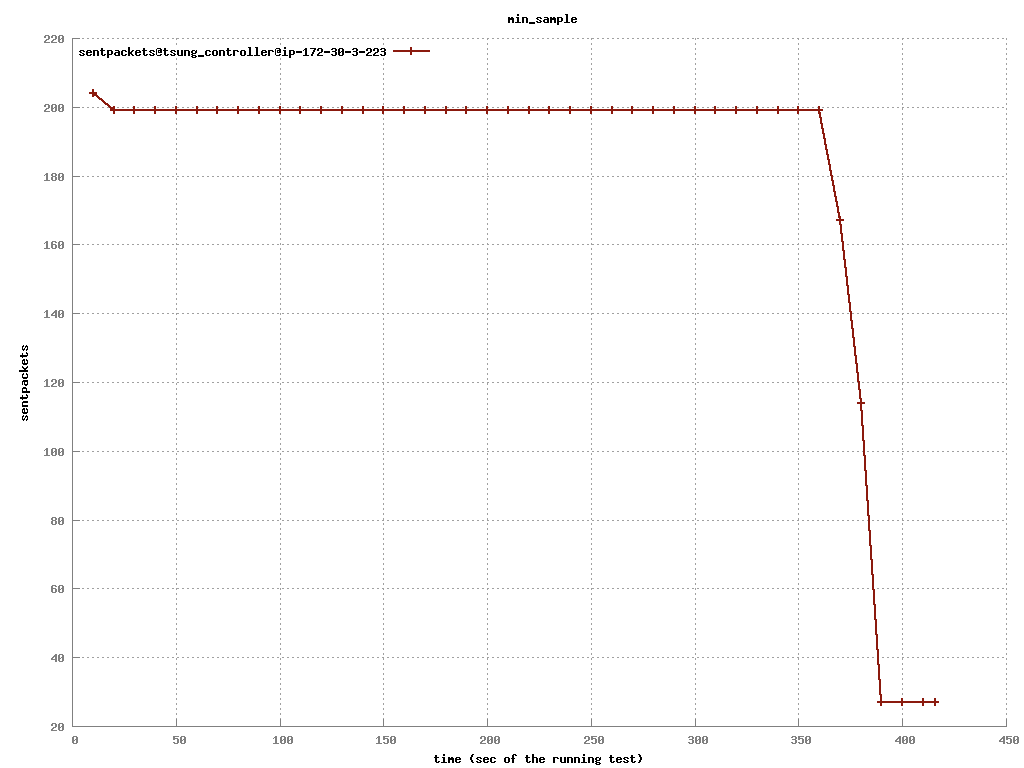 min_sample
sentpackets@tsung_controller@ip-172-30-3-223
220
200
180
160
140
120
100
80
60
40
20
sentpackets
0 50 100 150 200 250 300 350 400 450
time (sec of the running test)